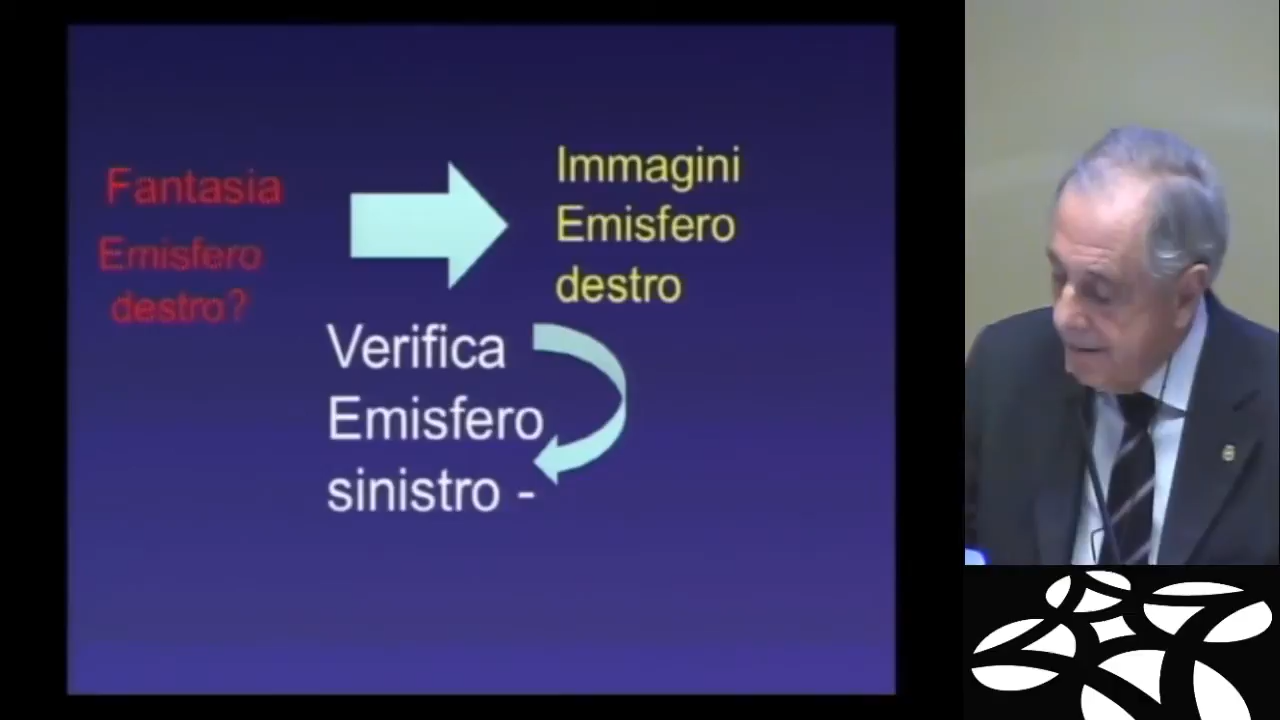 Fantasia
Emisfero
destro?
Immagini
Emisfero
destro
Verifica
Emisfero
sinistro -